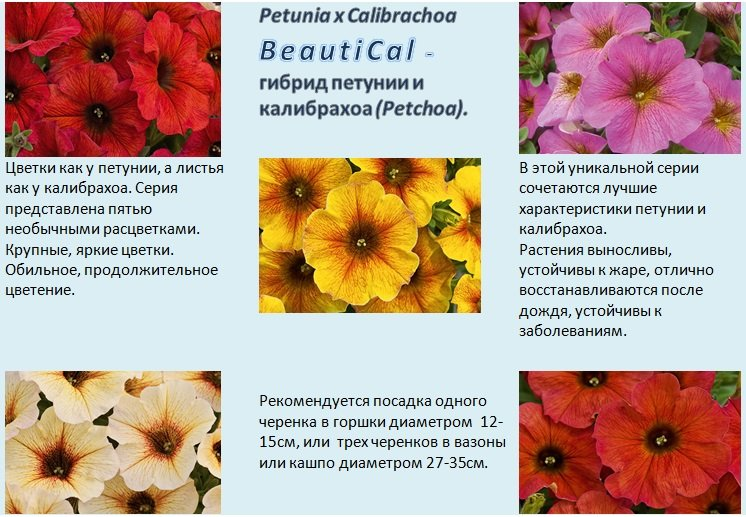 Petunia x Calibrachoa
BeautiCal -
гибрид петунии и
калибрахоа (Petchoa).
Цветки как у петунии, а листья
как у калибрахоа. Серия
представлена пятью
необычными расцветками.
Крупные, яркие цветки.
Обильное, продолжительное
цветение.
В этой уникальной серии
сочетаются лучшие
характеристики петунии и
калибрахоа.
Растения выносливы,
устойчивы к жаре, отлично
восстанавливаются после
дождя, устойчивы к
заболеваниям.
Рекомендуется посадка одного
черенка в горшки диаметром 12-
15см, или трех черенков в вазоны
или кашпо диаметром 27-35см.